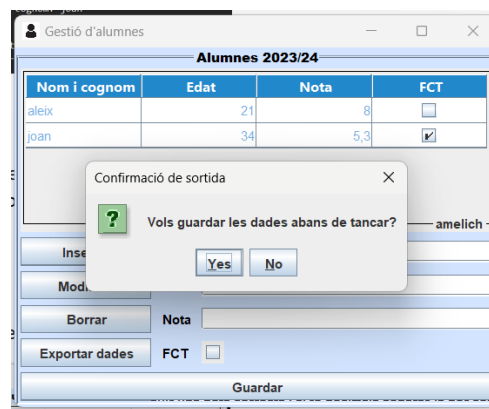 Gestió d'alumnes
Alumnes 2023/24
Nom i cognom Edat Nota FCT
aleix 21 8
joan 34 5,3
Confirmació de sortida
Vols guardar les dades abans de tancar?
amelich
Yes No
Borrar Nota
Exportar dades FCT
Guardar